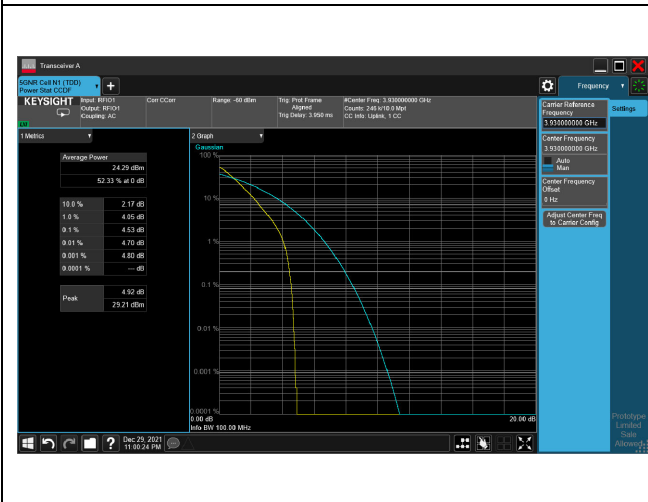 Transceiver A
5GNR Cell N1 (TDD)
Power Stat CCDF
Frequency
KEYSIGHT
Input: RFIO1
Output: RFIO1
Coupling: AC
Corr CCorr
Range: -80 dBm
Trig: Prot Frame
Aligned
Trig Delay: 3.950 ms
#Center Freq: 3.930000000 GHz
Counts: 246 k/10.0 Mpt
CC Info: Uplink, 1 CC
1 Metrics
Average Power
24.29 dBm
52.33 % at 0 dB
10.0 % 2.17 dB
1.0 % 4.05 dB
0.1 % 4.53 dB
0.01 % 4.70 dB
0.001 % 4.80 dB
0.0001 % --- dB
Peak
4.92 dB
29.21 dBm
2 Graph
Gaussian
100 %
10 %
1 %
0.1 %
0.01 %
0.001 %
0.0001 %
0.00 dB
20.00 dB
Info BW 100.00 MHz
Carrier Reference
Frequency
3.930000000 GHz
Settings
Center Frequency
3.930000000 GHz
Auto
Man
Center Frequency
Offset
0 Hz
Adjust Center Freq
to Carrier Config
Prototype
Limited
Sale
Allowed
Dec 29, 2021
11:00:24 PM